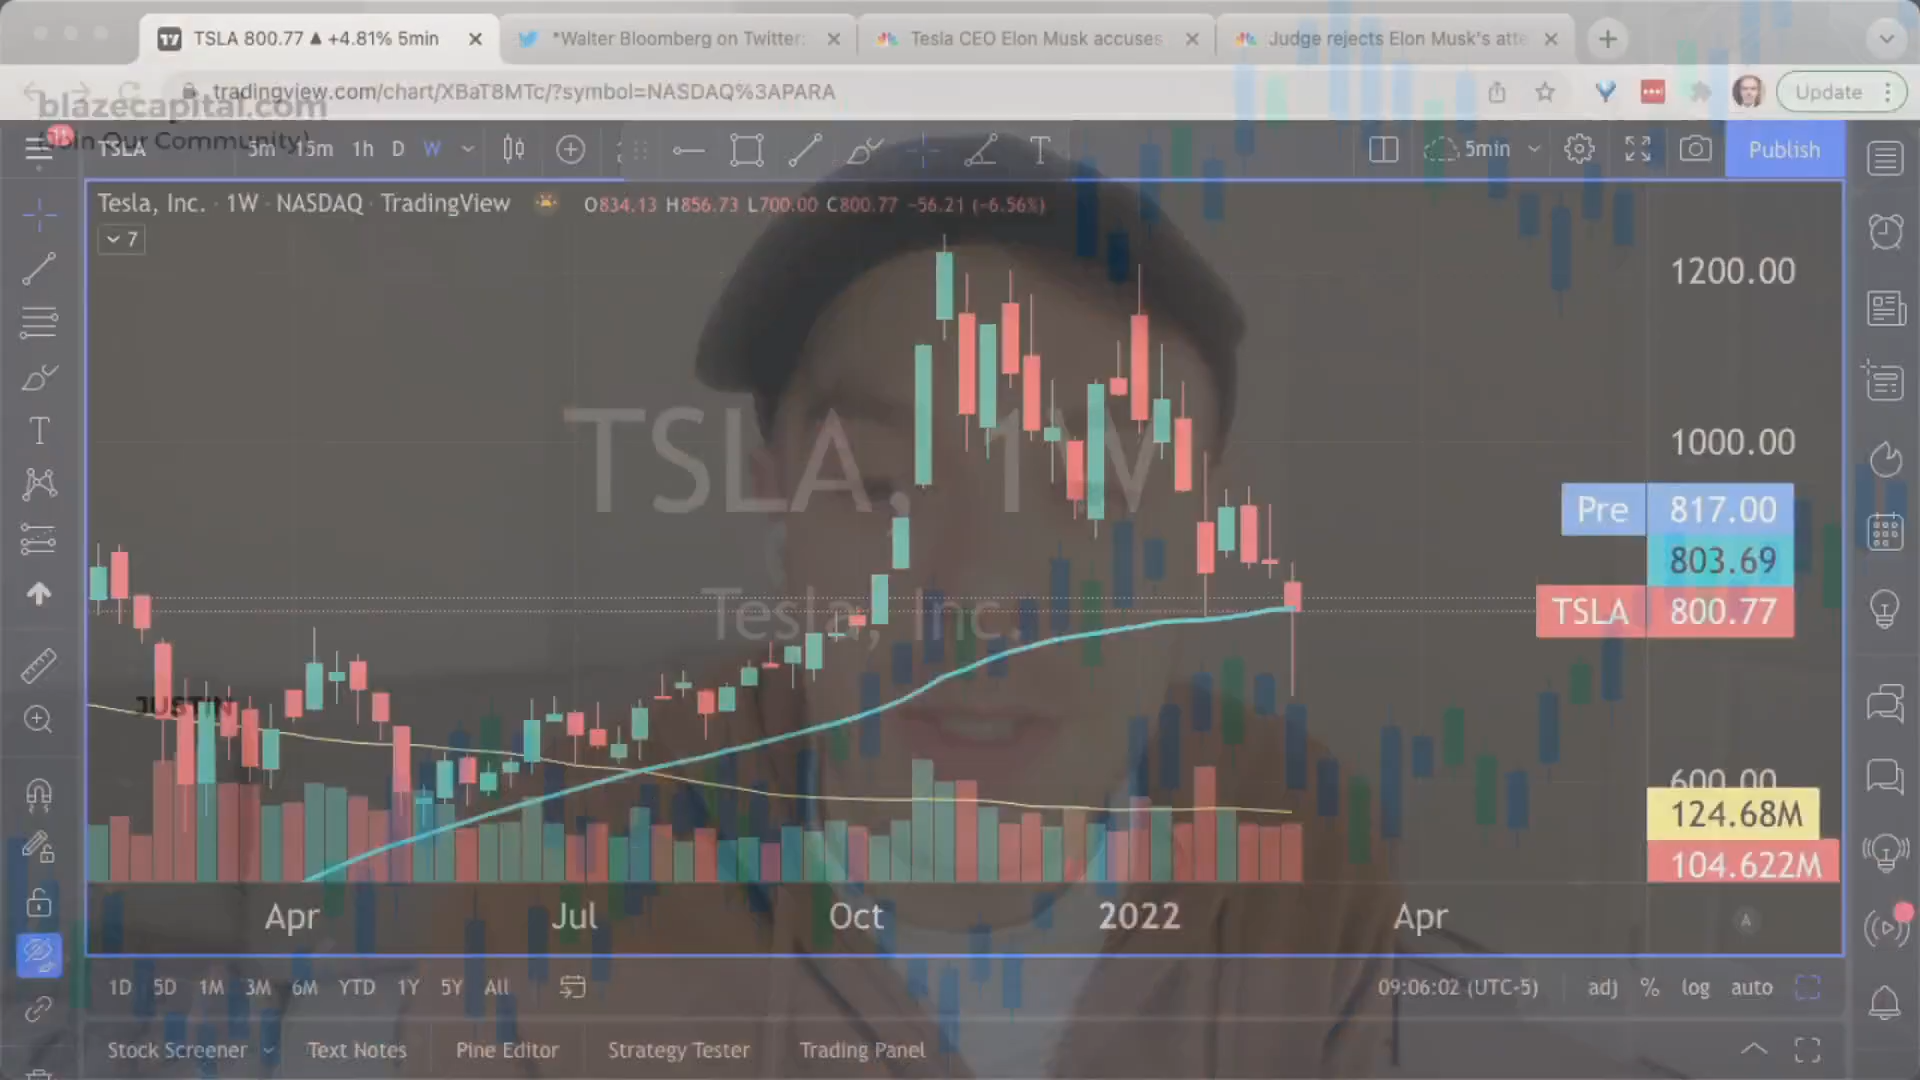 TSLA 800.77 ▲ +4.81% 5min
*Walter Bloomberg on Twitter:
Tesla CEO Elon Musk accuses
Judge rejects Elon Musk's atte
tradingview.com/chart/XBaT8MTc/?symbol=NASDAQ%3APARA
Update
blazecapital.com
(Join Our Community)
11
TSLA 5m 15m 1h D W
5min
Publish
Tesla, Inc. · 1W · NASDAQ · TradingView O834.13 H856.73 L700.00 C800.77 −56.21 (−6.56%)
7
1200.00
TSLA, 1W
1000.00
Pre 817.00
803.69
Tesla, Inc.
TSLA 800.77
JUSTIN
600.00
124.68M
104.622M
Apr Jul Oct 2022 Apr
A
1D 5D 1M 3M 6M YTD 1Y 5Y All
09:06:02 (UTC-5) adj % log auto
Stock Screener Text Notes Pine Editor Strategy Tester Trading Panel